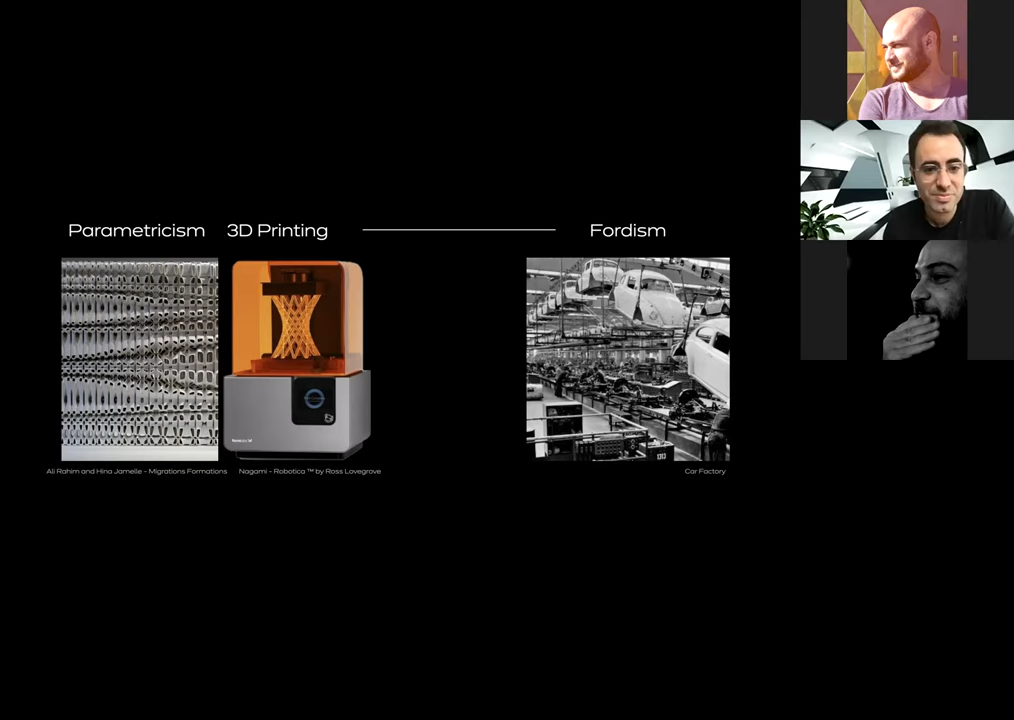 Parametricism
3D Printing
Fordism
Ali Rahim and Hina Jamelle - Migrations Formations
Nagami - Robotica ™ by Ross Lovegrove
Car Factory